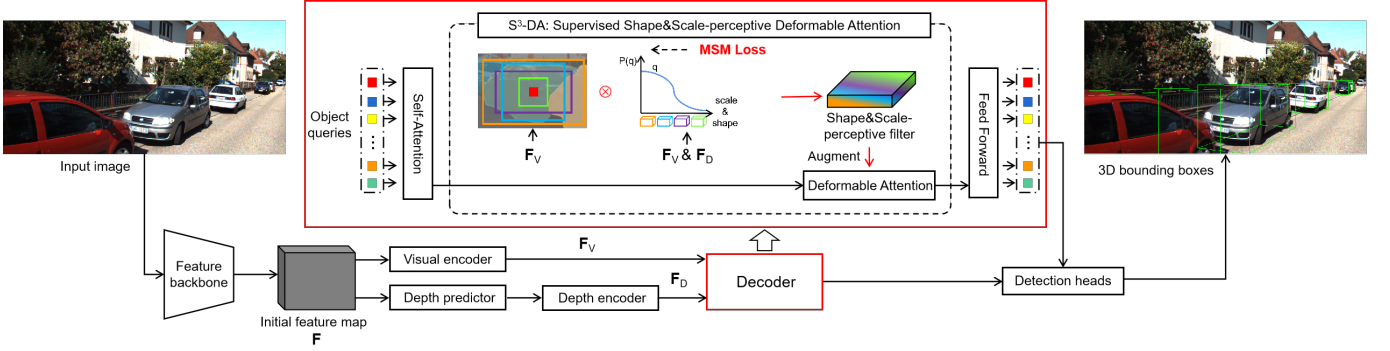 S³-DA: Supervised Shape&Scale-perceptive Deformable Attention
MSM Loss
P(q)
q
scale
&
shape
Object
queries
Self-Attention
F_V
F_V & F_D
Shape&Scale-
perceptive filter
Augment
Deformable Attention
Feed Forward
Input image
3D bounding boxes
Feature
backbone
Initial feature map
F
Visual encoder
F_V
Depth predictor
Depth encoder
F_D
Decoder
Detection heads